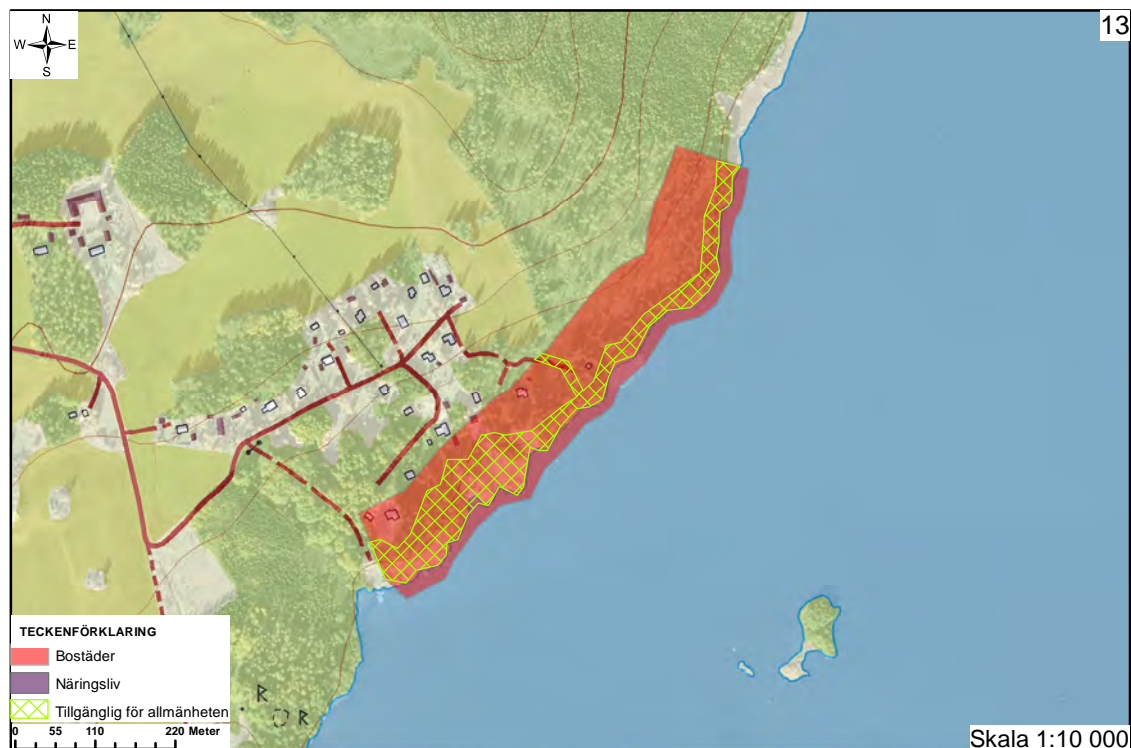 N
W E
S
13
TECKENFÖRKLARING
Bostäder
Näringsliv
Tillgänglig för allmänheten
0 55 110 220 Meter
R
R
Skala 1:10 000